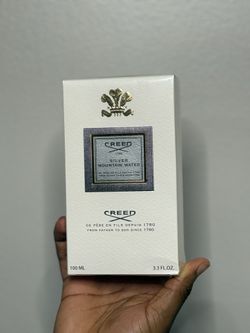 CREED
SILVER
MOUNTAIN WATER
CREED
DE PÈRE EN FILS DEPUIS 1760
FROM FATHER TO SON SINCE 1760
100 ML 3.3 FL.OZ.